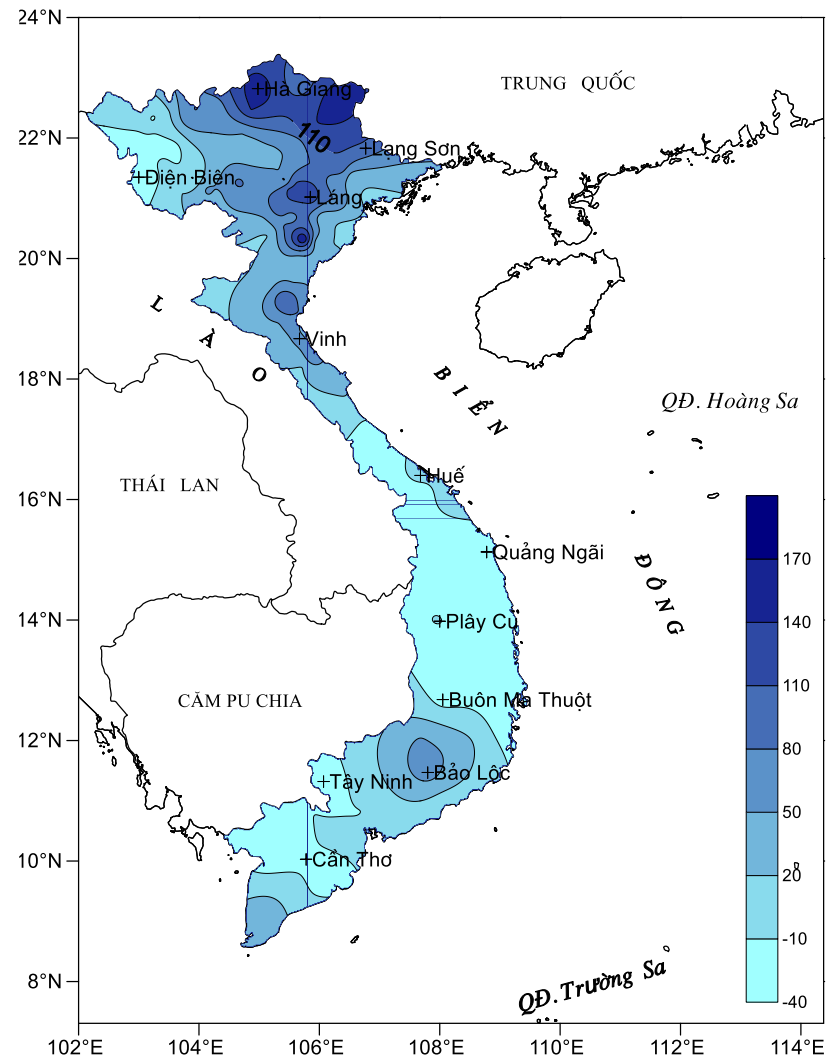 24°N
22°N
20°N
18°N
16°N
14°N
12°N
10°N
8°N
102°E
104°E
106°E
108°E
110°E
112°E
114°E
TRUNG QUỐC
Hà Giang
110
Lạng Sơn
Điện Biên
Láng
LÀO
Vinh
BIỂN
QĐ. Hoàng Sa
THÁI LAN
Huế
Quảng Ngãi
ĐÔNG
Plây Cu
CĂM PU CHIA
Buôn Ma Thuột
Bảo Lộc
Tây Ninh
Cần Thơ
QĐ. Trường Sa
170
140
110
80
50
20
-10
-40